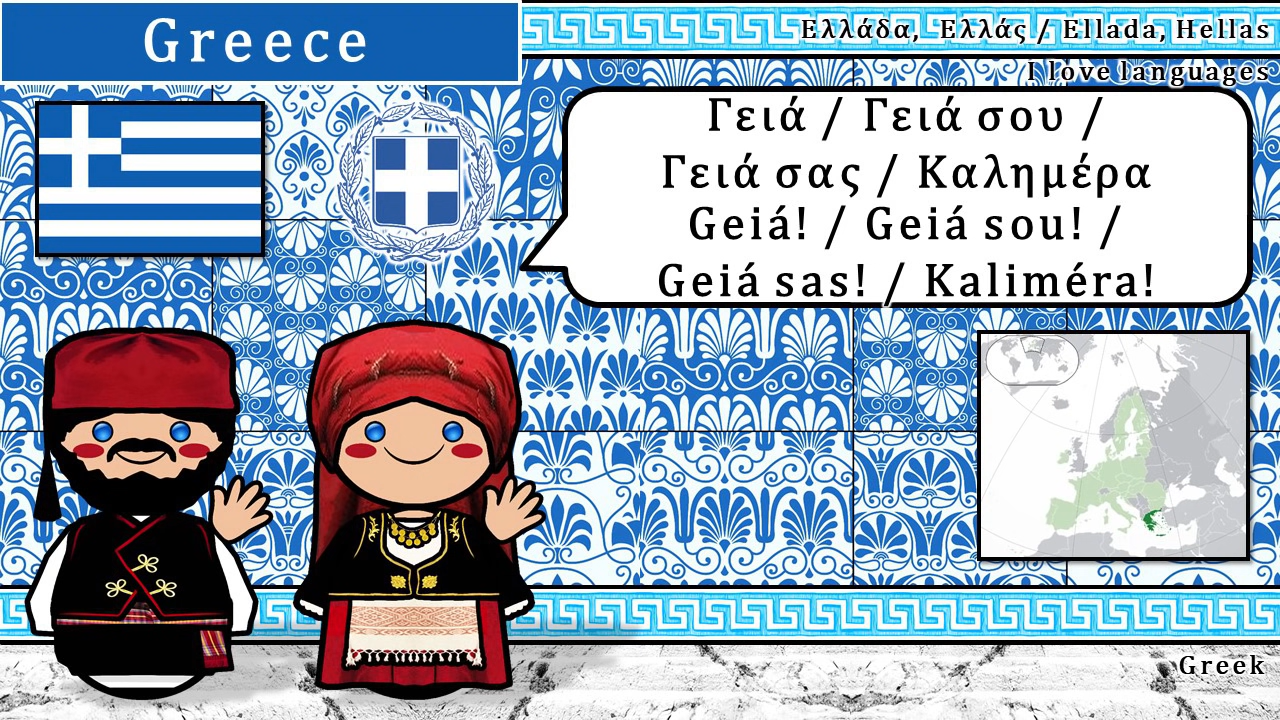 Greece
Ελλάδα, Ελλάς / Ellada, Hellas
I love languages
Γειά / Γειά σου /
Γειά σας / Καλημέρα
Geiá! / Geiá sou! /
Geiá sas! / Kaliméra!
Greek